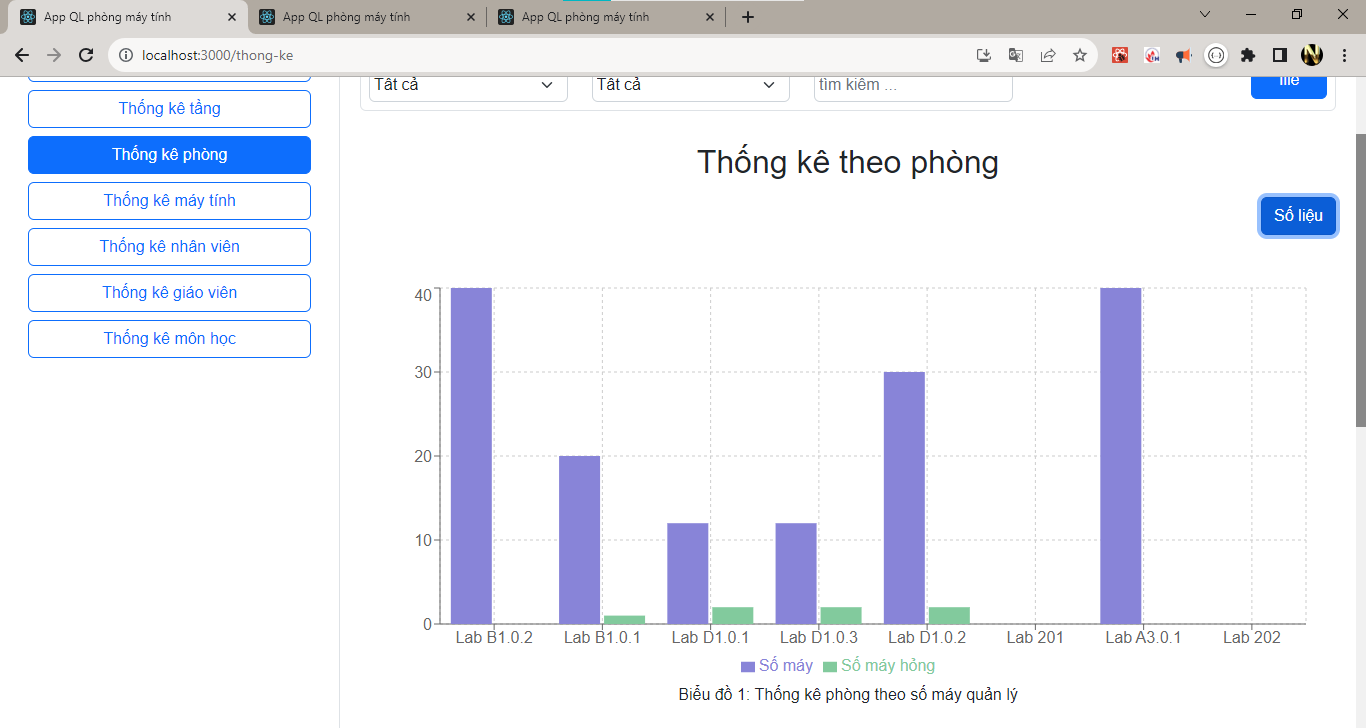 App QL phòng máy tính
App QL phòng máy tính
App QL phòng máy tính
localhost:3000/thong-ke
Thống kê tầng
Thống kê phòng
Thống kê máy tính
Thống kê nhân viên
Thống kê giáo viên
Thống kê môn học
Tất cả
Tất cả
tìm kiếm ...
file
Thống kê theo phòng
Số liệu
40
30
20
10
0
Lab B1.0.2
Lab B1.0.1
Lab D1.0.1
Lab D1.0.3
Lab D1.0.2
Lab 201
Lab A3.0.1
Lab 202
Số máy
Số máy hỏng
Biểu đồ 1: Thống kê phòng theo số máy quản lý